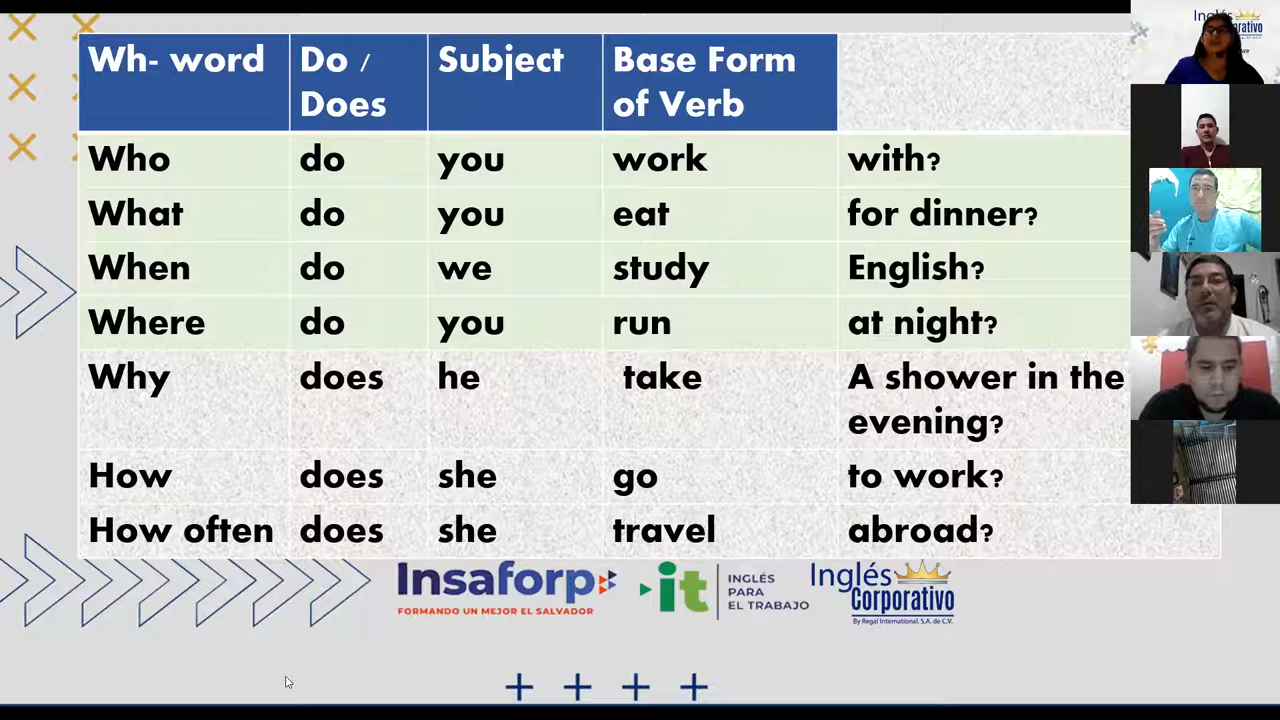 Wh- word Do / Subject Base Form
Does of Verb
Who do you work with?
What do you eat for dinner?
When do we study English?
Where do you run at night?
Why does he take A shower in the
evening?
How does she go to work?
How often does she travel abroad?
Insaforp
FORMANDO UN MEJOR EL SALVADOR
it
INGLÉS
PARA
EL TRABAJO
Inglés
Corporativo
By Regal International, S.A. de C.V.
Inglés